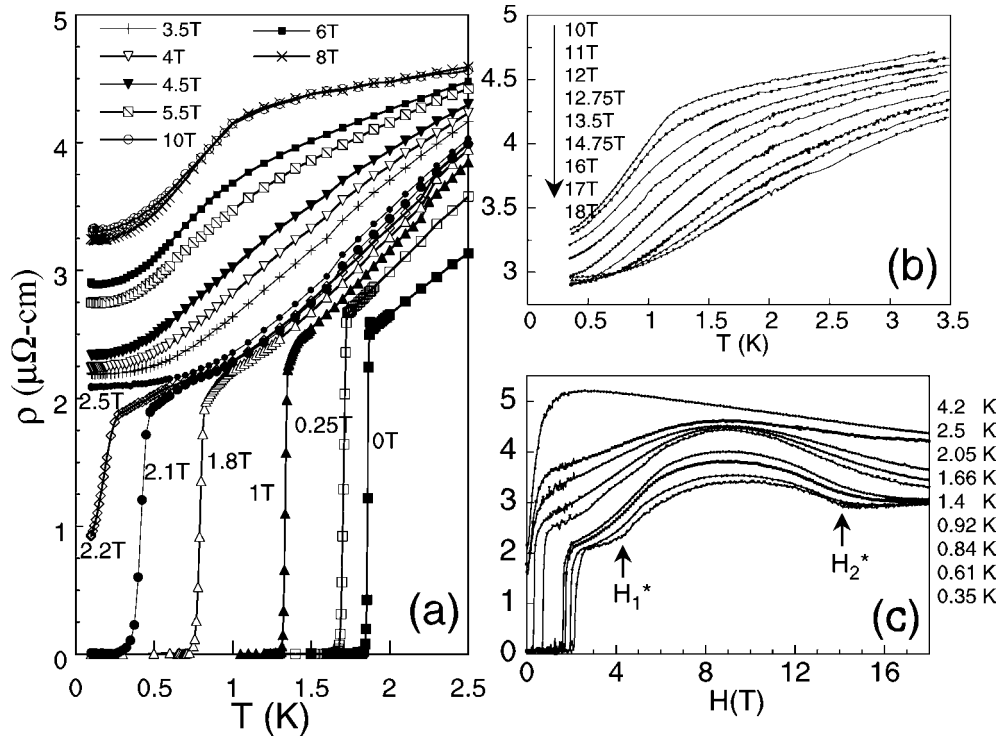 5
4
3
2
1
0
ρ (μΩ-cm)
3.5T
4T
4.5T
5.5T
10T
6T
8T
2.5T
2.2T
2.1T
1.8T
1T
0.25T
0T
(a)
0 0.5 1 1.5 2 2.5
T (K)
5
4.5
4
3.5
3
10T
11T
12T
12.75T
13.5T
14.75T
16T
17T
18T
(b)
0 0.5 1 1.5 2 2.5 3 3.5
T (K)
5
4
3
2
1
0
4.2 K
2.5 K
2.05 K
1.66 K
1.4 K
0.92 K
0.84 K
0.61 K
0.35 K
H1*
H2*
(c)
0 4 8 12 16
H(T)